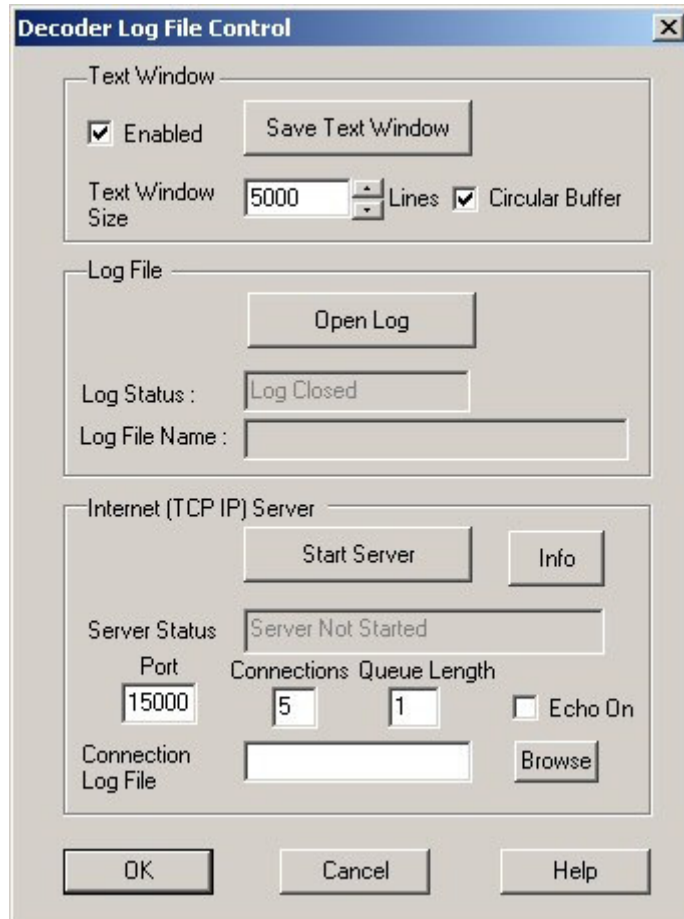 Decoder Log File Control
Text Window
Enabled
Save Text Window
Text Window
Size
5000
Lines
Circular Buffer
Log File
Open Log
Log Status :
Log Closed
Log File Name :
Internet (TCP IP) Server
Start Server
Info
Server Status
Server Not Started
Port
Connections
Queue Length
15000
5
1
Echo On
Connection
Log File
Browse
OK
Cancel
Help